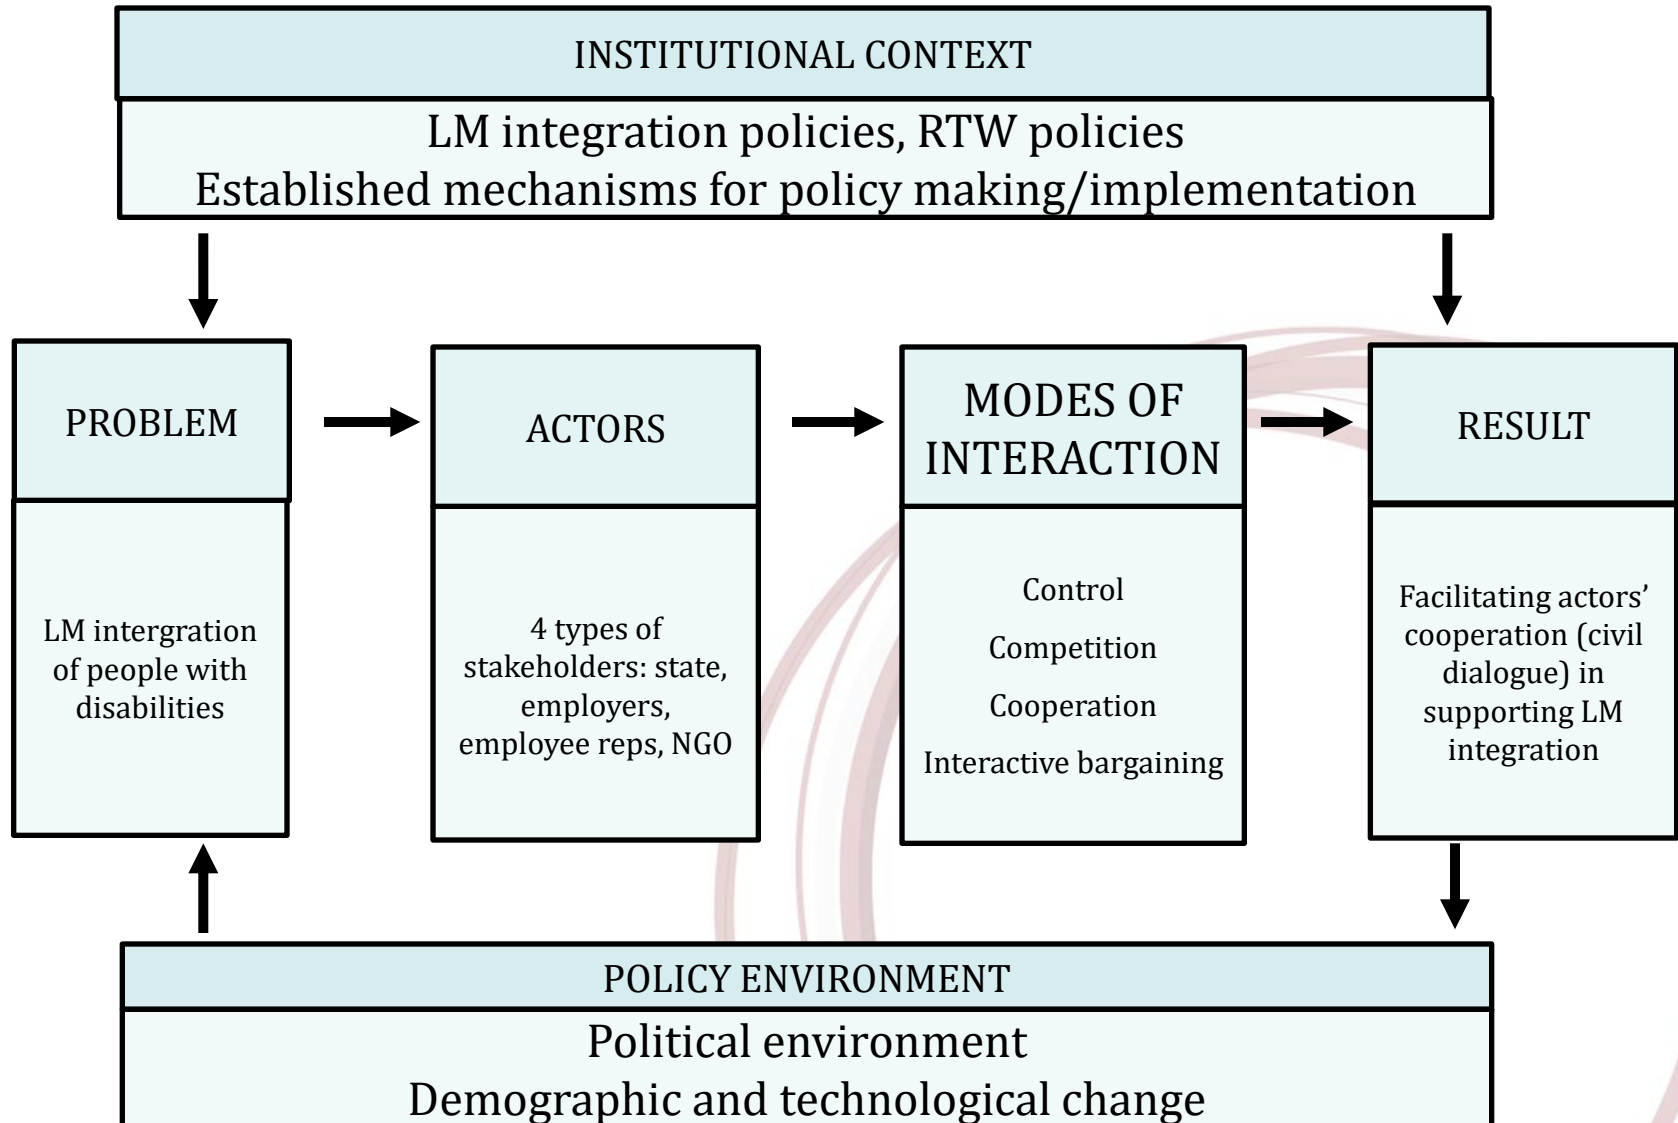 INSTITUTIONAL CONTEXT
LM integration policies, RTW policies
Established mechanisms for policy making/implementation
PROBLEM
LM intergration
of people with
disabilities
ACTORS
4 types of
stakeholders: state,
employers,
employee reps, NGO
MODES OF
INTERACTION
Control
Competition
Cooperation
Interactive bargaining
RESULT
Facilitating actors’
cooperation (civil
dialogue) in
supporting LM
integration
POLICY ENVIRONMENT
Political environment
Demographic and technological change